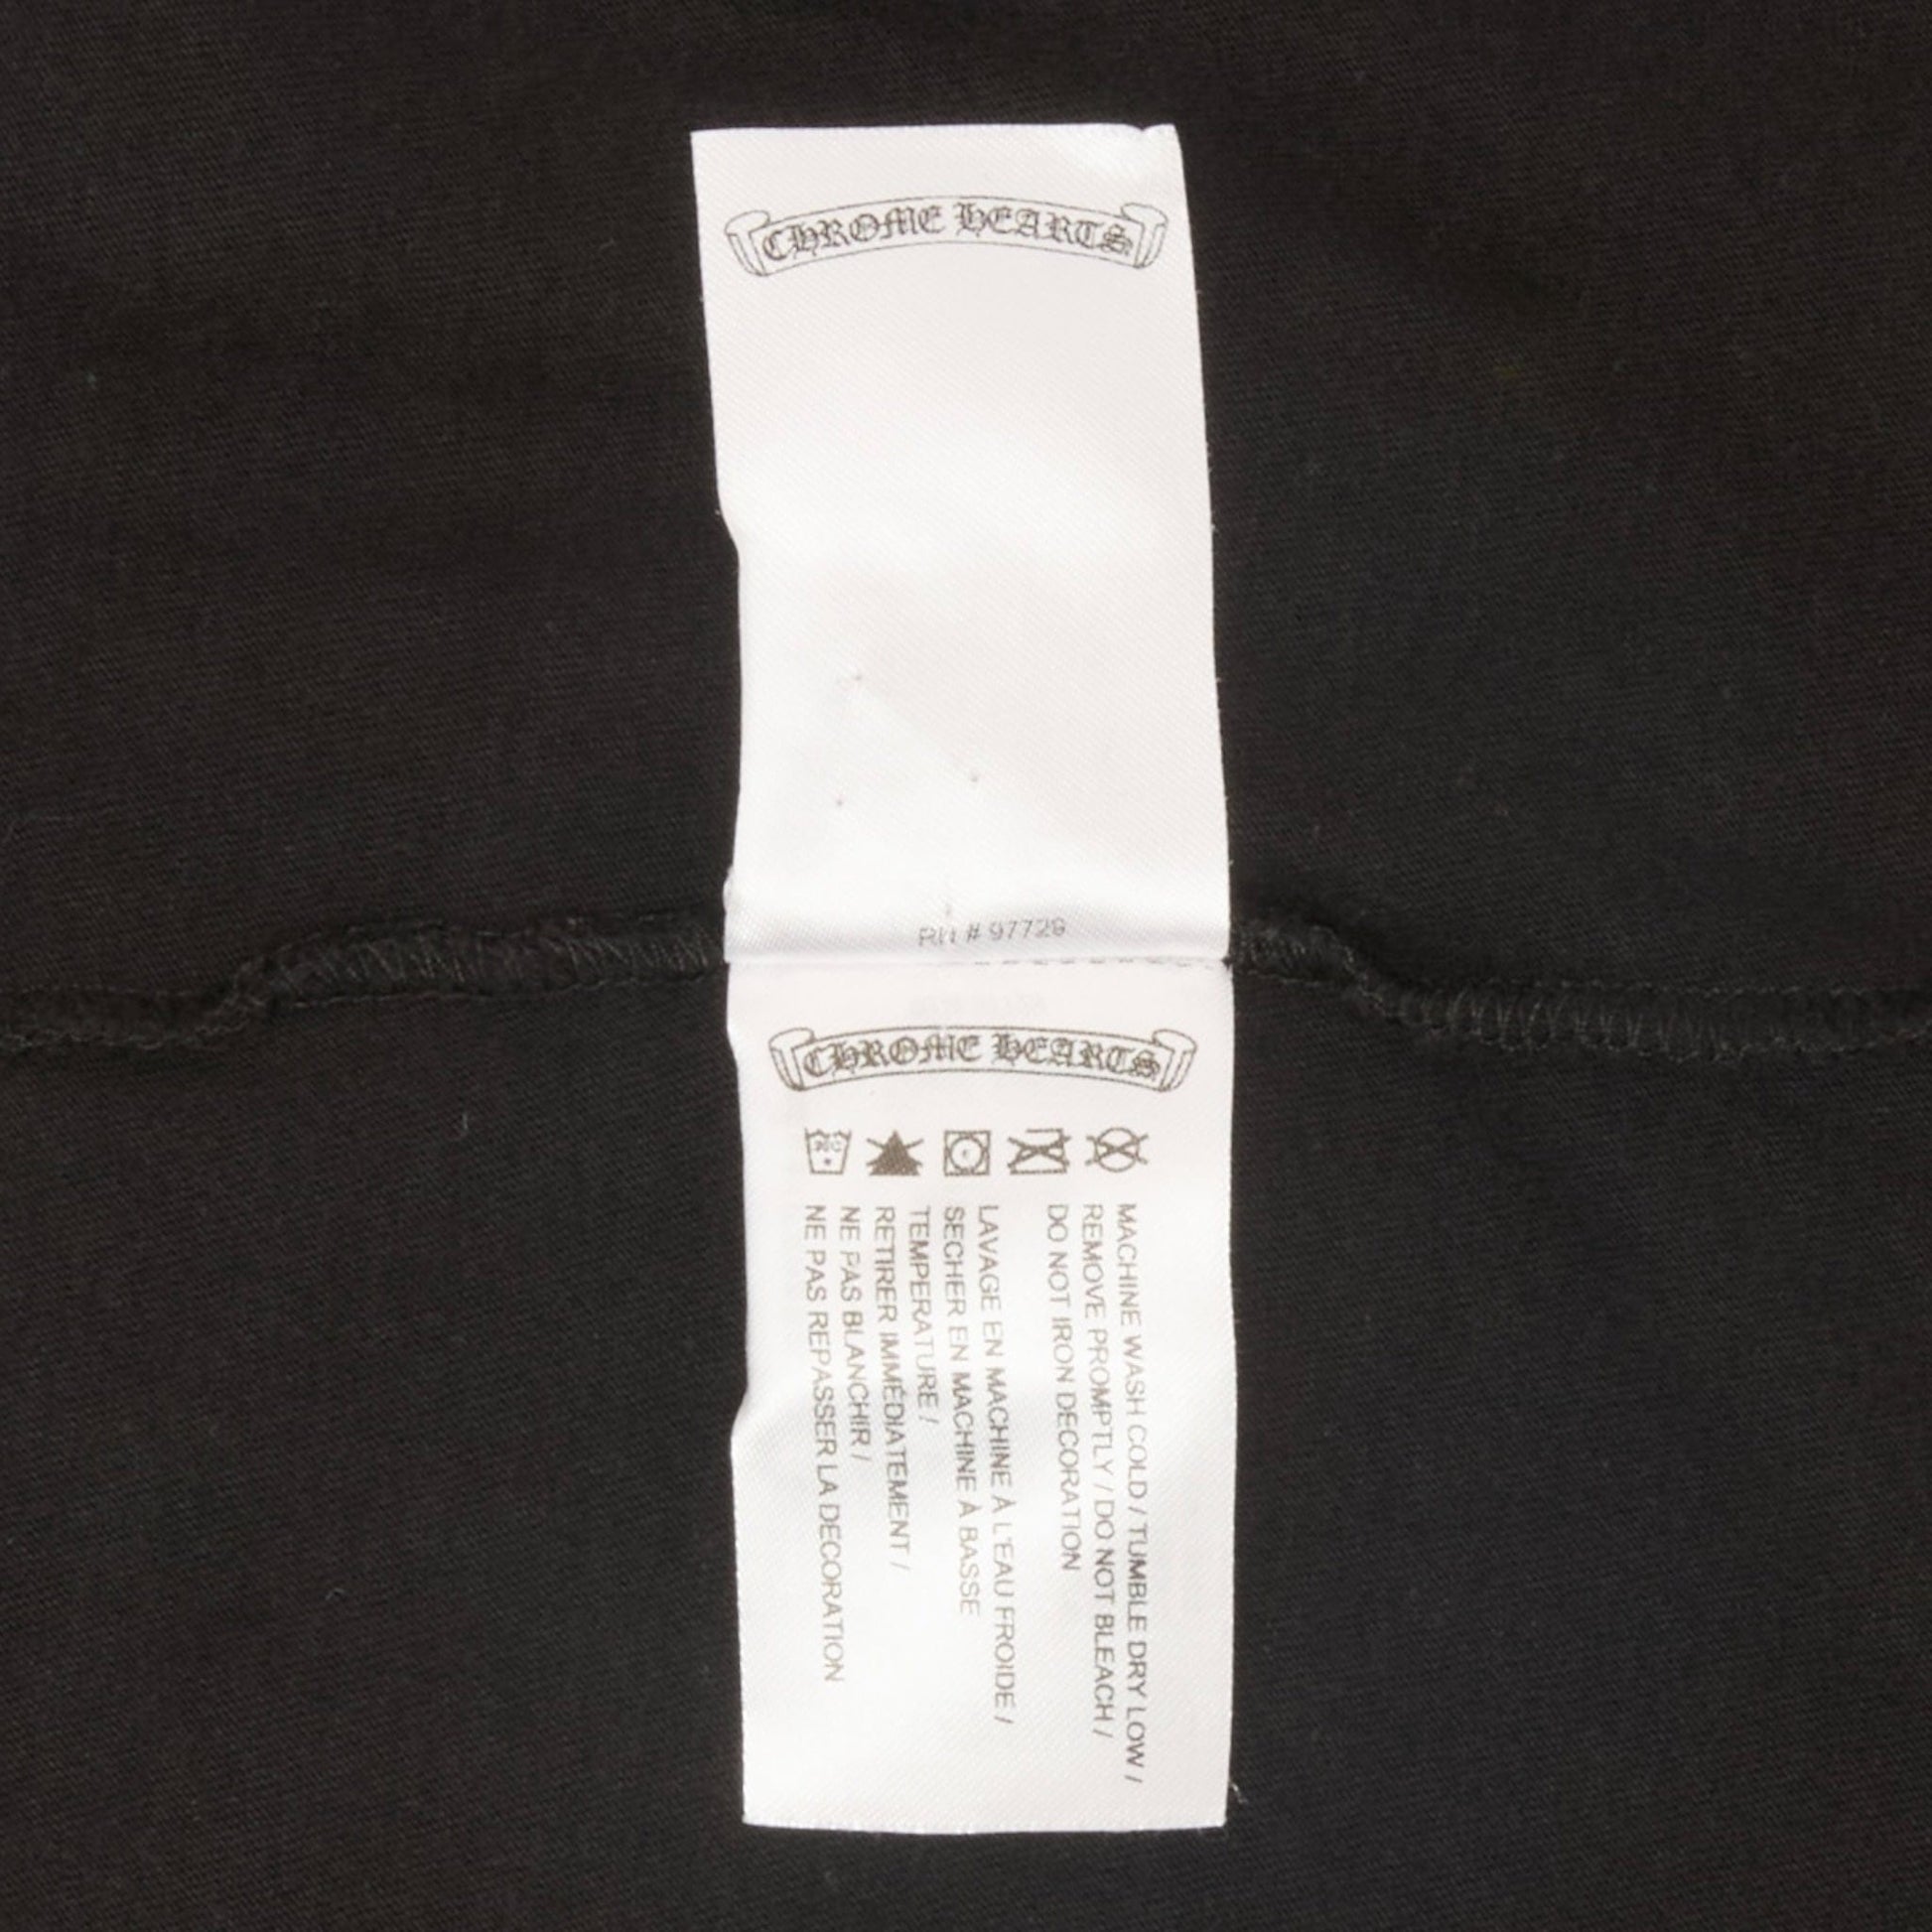 CHROME HEARTS
RN # 97729
CHROME HEARTS
MACHINE WASH COLD / TUMBLE DRY LOW /
REMOVE PROMPTLY / DO NOT BLEACH /
DO NOT IRON DECORATION
LAVAGE EN MACHINE À L'EAU FROIDE /
SECHER EN MACHINE À BASSE
TEMPERATURE /
RETIRER IMMÉDIATEMENT /
NE PAS BLANCHIR /
NE PAS REPASSER LA DECORATION